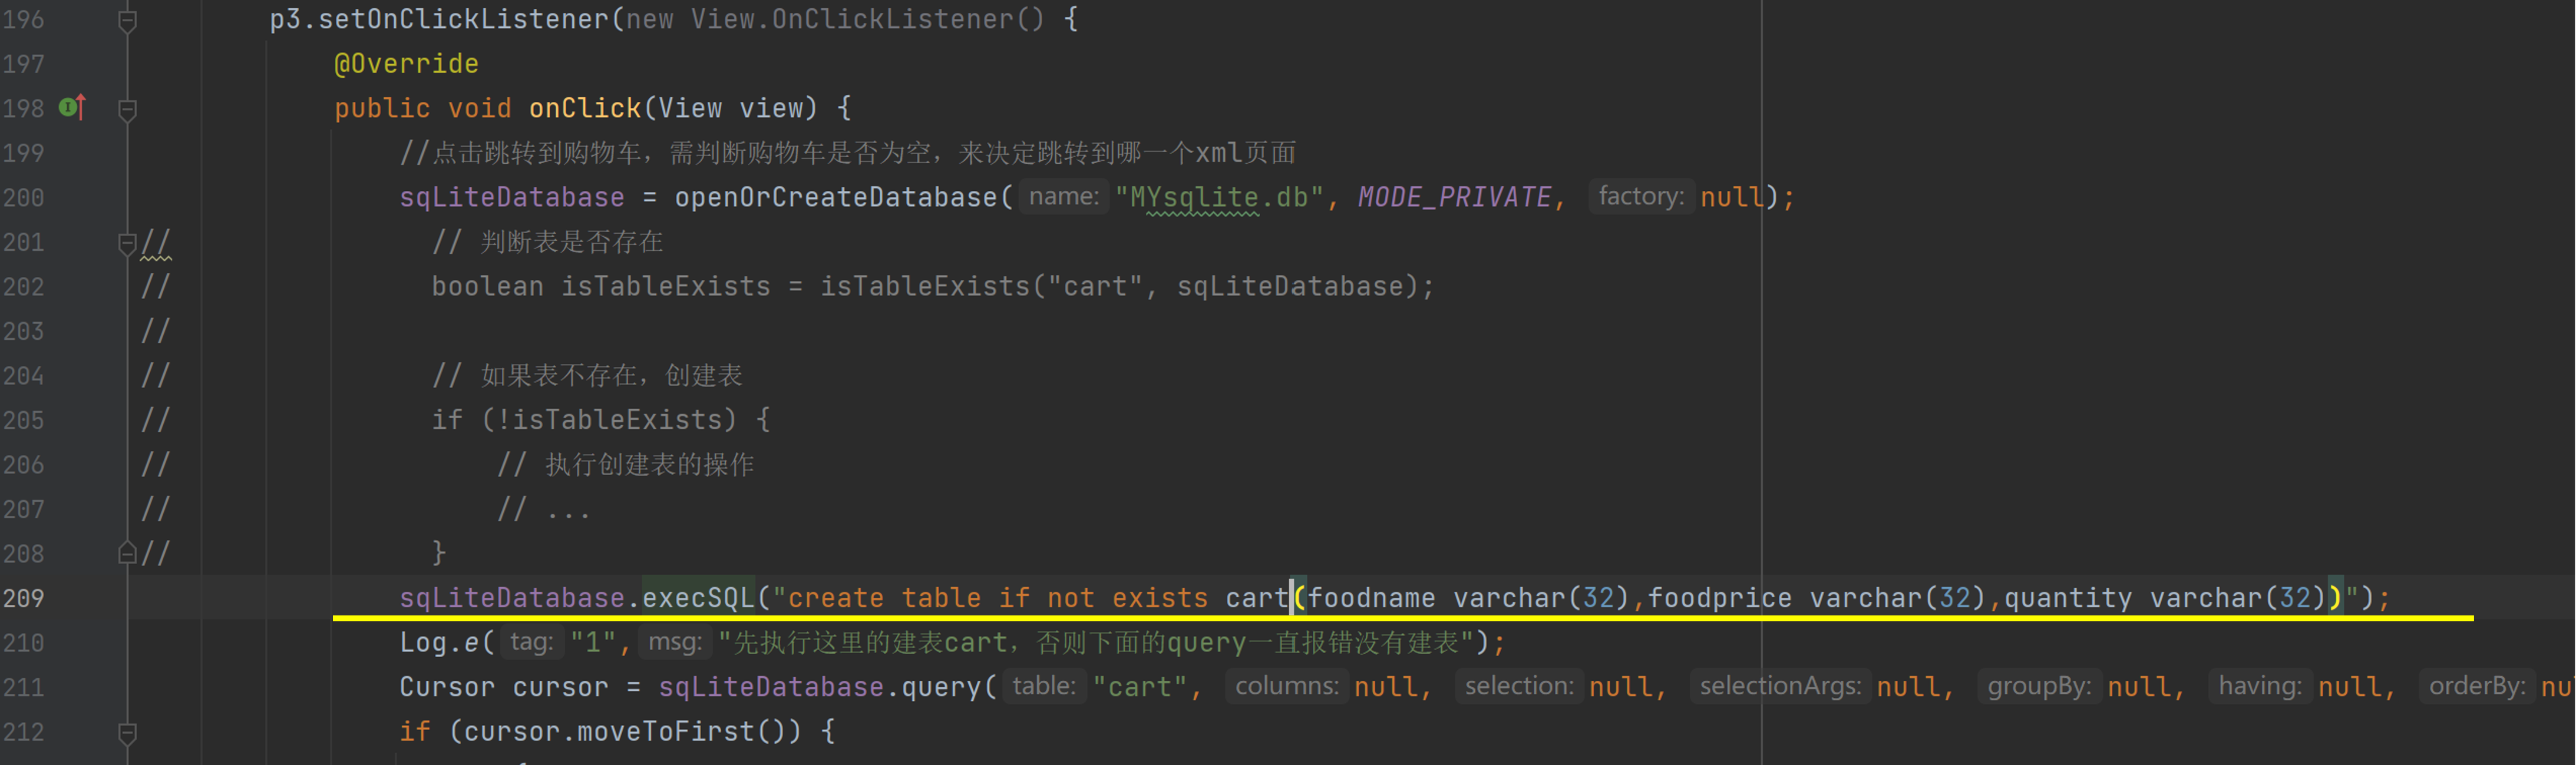 196 p3.setOnClickListener(new View.OnClickListener() {
197 @Override
198 public void onClick(View view) {
199 //点击跳转到购物车，需判断购物车是否为空，来决定跳转到哪一个xml页面
200 sqLiteDatabase = openOrCreateDatabase( name: "MYsqlite.db", MODE_PRIVATE, factory: null);
201 // // 判断表是否存在
202 // boolean isTableExists = isTableExists("cart", sqLiteDatabase);
203 //
204 // // 如果表不存在，创建表
205 // if (!isTableExists) {
206 // // 执行创建表的操作
207 // // ...
208 // }
209 sqLiteDatabase.execSQL("create table if not exists cart(foodname varchar(32),foodprice varchar(32),quantity varchar(32))");
210 Log.e( tag: "1", msg: "先执行这里的建表cart，否则下面的query一直报错没有建表");
211 Cursor cursor = sqLiteDatabase.query( table: "cart", columns: null, selection: null, selectionArgs: null, groupBy: null, having: null, orderBy: nu
212 if (cursor.moveToFirst()) {